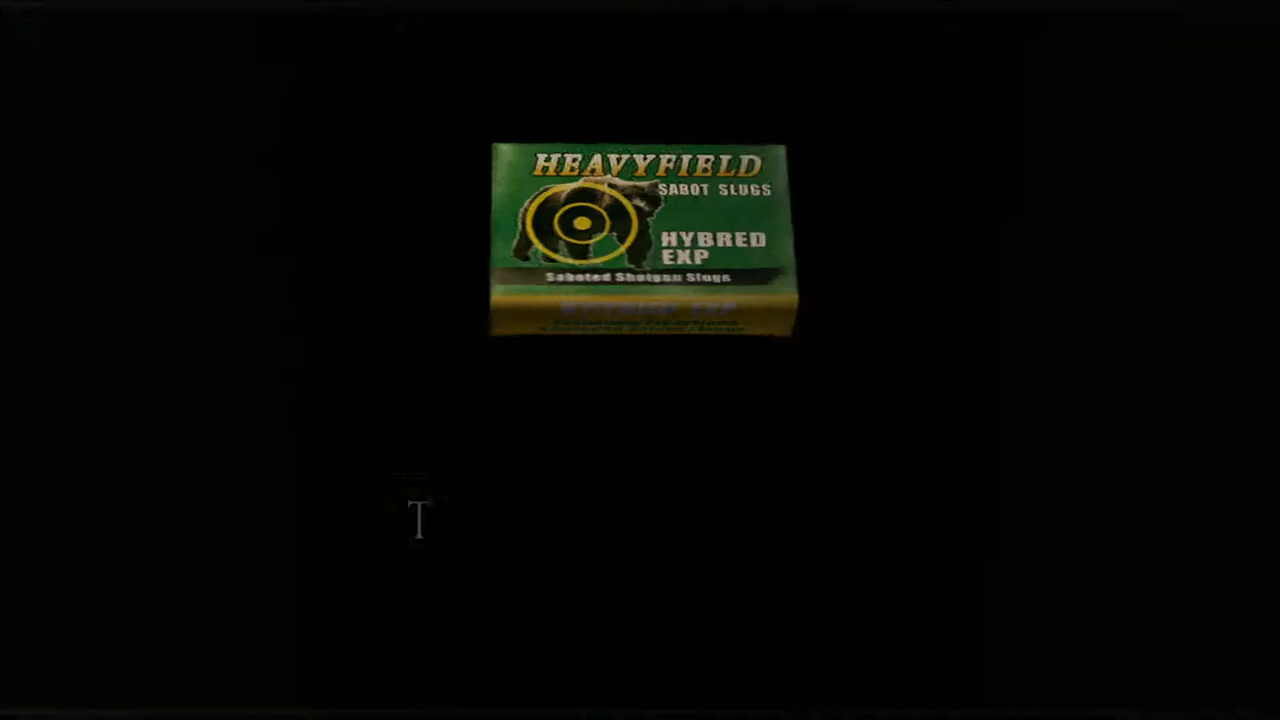 HEAVYFIELD
SABOT SLUGS
HYBRED
EXP
Saboted Shotgun Slugs
T